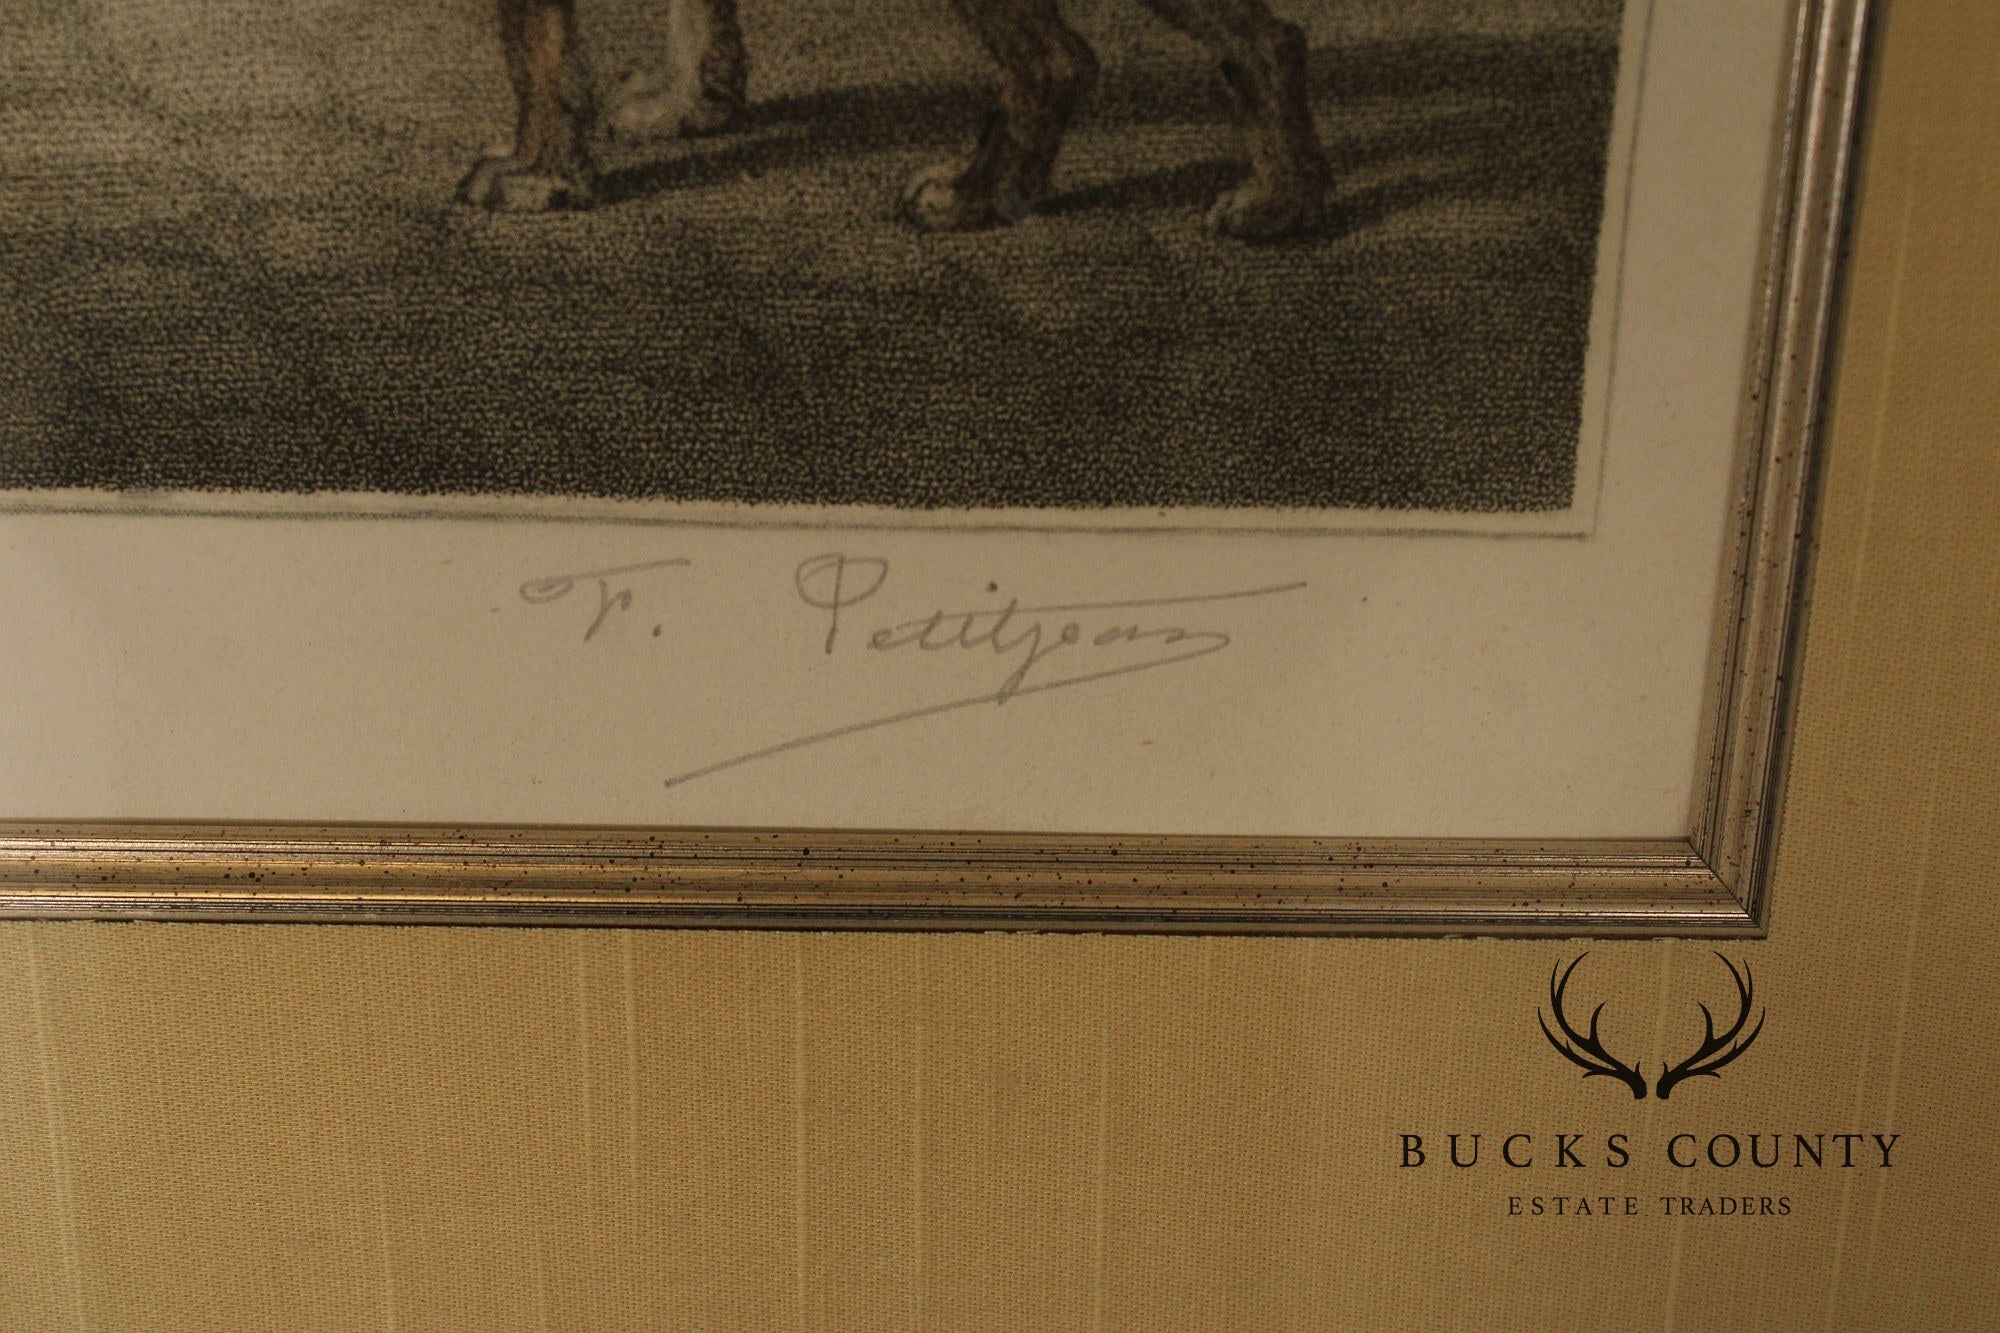 F. Petitjean
BUCKS COUNTY
ESTATE TRADERS